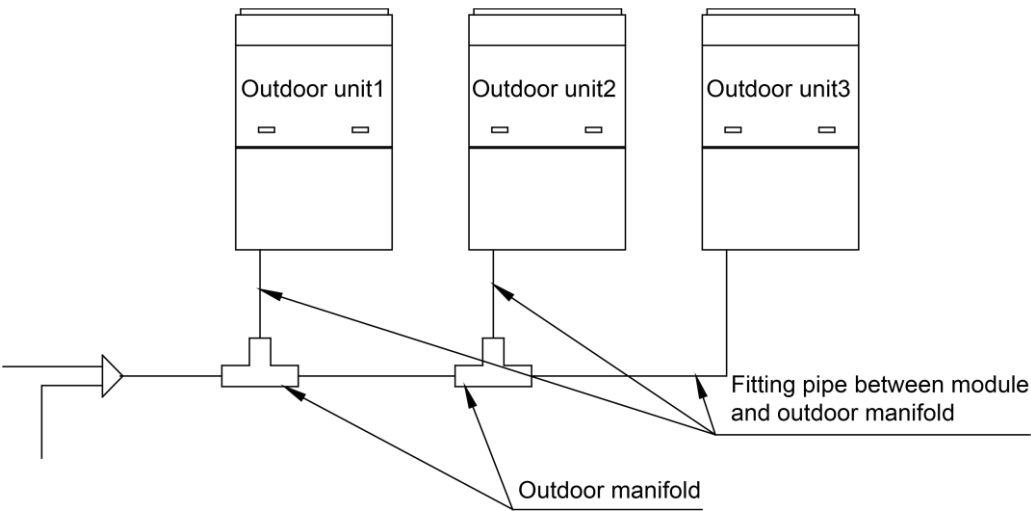 Outdoor unit1
Outdoor unit2
Outdoor unit3
Fitting pipe between module
and outdoor manifold
Outdoor manifold